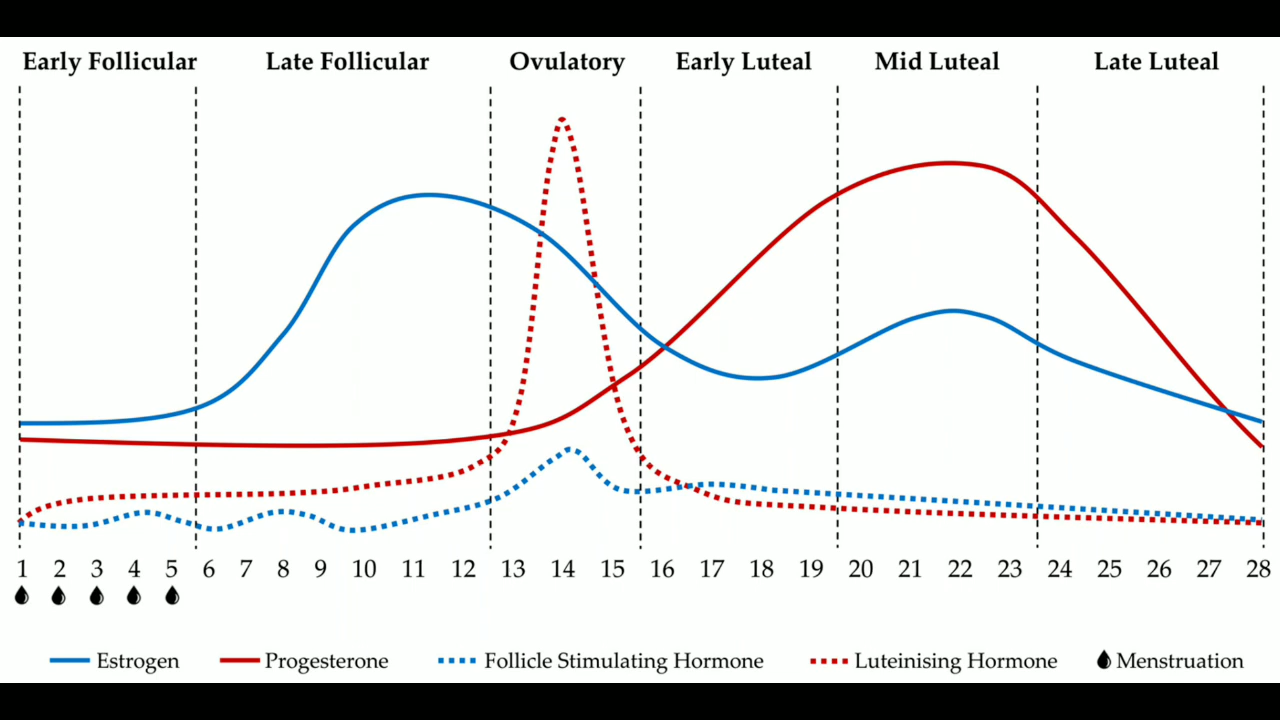 Early Follicular Late Follicular Ovulatory Early Luteal Mid Luteal Late Luteal
1 2 3 4 5 6 7 8 9 10 11 12 13 14 15 16 17 18 19 20 21 22 23 24 25 26 27 28
Estrogen Progesterone Follicle Stimulating Hormone Luteinising Hormone Menstruation